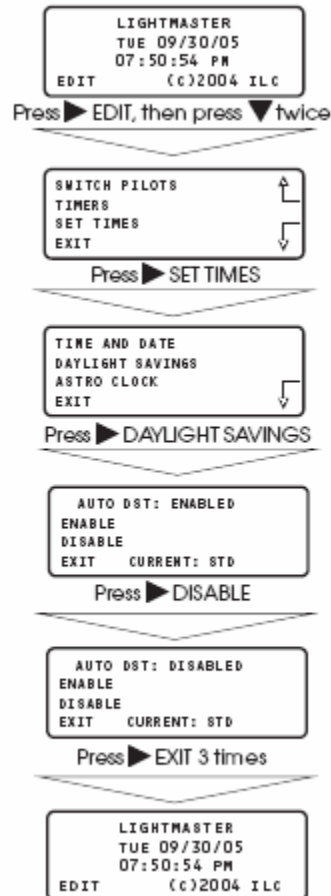 LIGHTMASTER
TUE 09/30/05
07:50:54 PM
EDIT (c)2004 ILC
Press ▶ EDIT, then press ▼ twice
SWITCH PILOTS
TIMERS
SET TIMES
EXIT
Press ▶ SET TIMES
TIME AND DATE
DAYLIGHT SAVINGS
ASTRO CLOCK
EXIT
Press ▶ DAYLIGHT SAVINGS
AUTO DST: ENABLED
ENABLE
DISABLE
EXIT CURRENT: STD
Press ▶ DISABLE
AUTO DST: DISABLED
ENABLE
DISABLE
EXIT CURRENT: STD
Press ▶ EXIT 3 times
LIGHTMASTER
TUE 09/30/05
07:50:54 PM
EDIT (c)2004 ILC